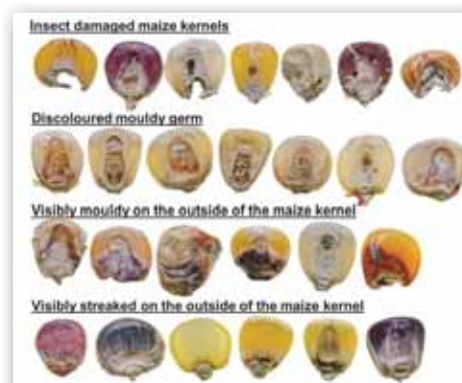 Insect damaged maize kernels
Discoloured mouldy germ
Visibly mouldy on the outside of the maize kernel
Visibly streaked on the outside of the maize kernel